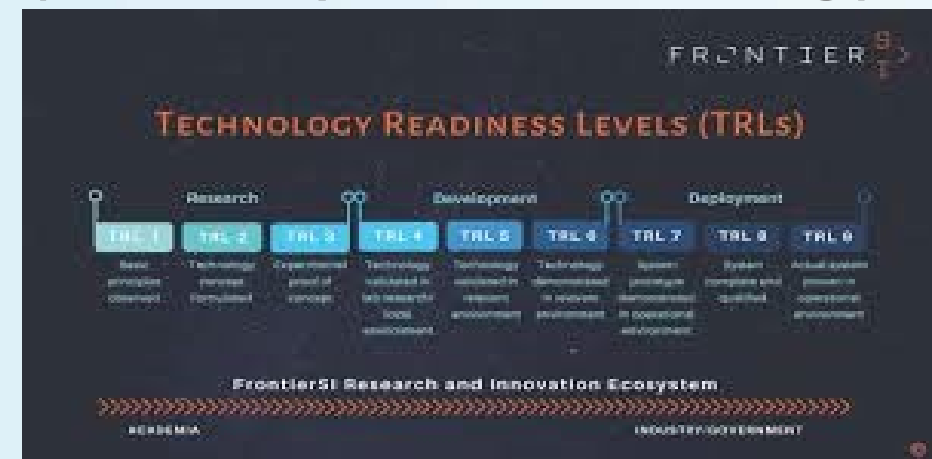 FRONTIER SI
TECHNOLOGY READINESS LEVELS (TRLs)
Research
Development
Deployment
TRL 1
TRL 2
TRL 3
TRL 4
TRL 5
TRL 6
TRL 7
TRL 8
TRL 9
Basic
principles
observed
Technology
concept
formulated
Experimental
proof of
concept
Technology
validated in
environment
Technology
validated in
relevant
environment
Technology
demonstrated
in relevant
environment
System
prototype
demonstrated
in operational
environment
System
complete and
qualified
Actual system
proven in
operational
environment
FrontierSI Research and Innovation Ecosystem
ACADEMIA
INDUSTRY/GOVERNMENT